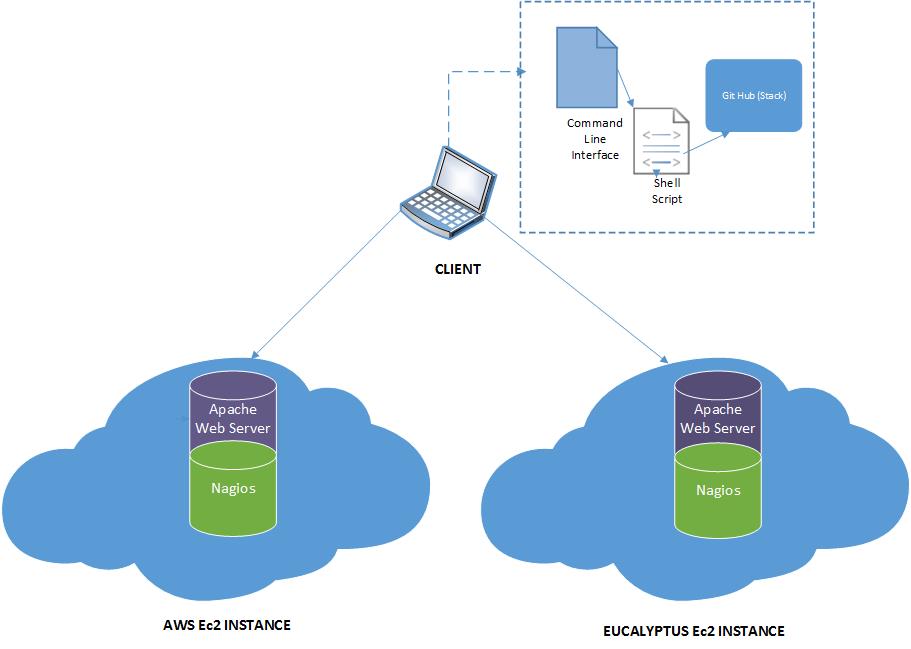 Git Hub (Stack)
Command
Line
Interface
Shell
Script
CLIENT
Apache
Web Server
Nagios
Apache
Web Server
Nagios
AWS Ec2 INSTANCE
EUCALYPTUS Ec2 INSTANCE